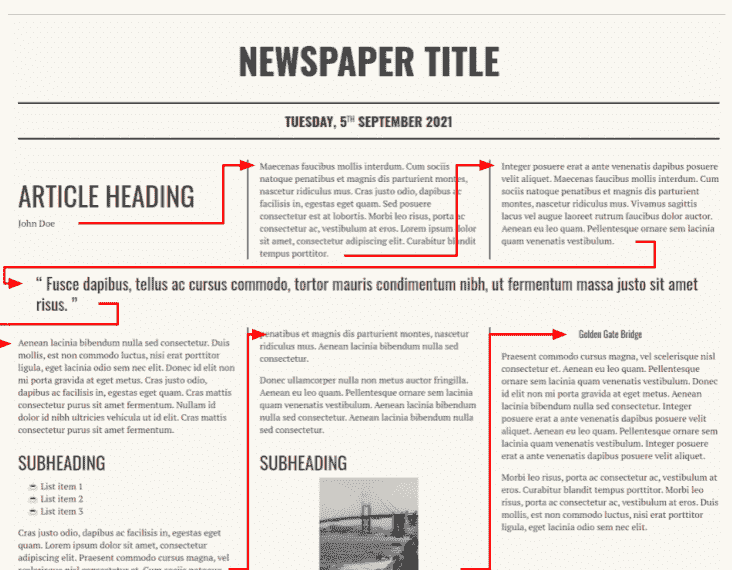 NEWSPAPER TITLE
TUESDAY, 5TH SEPTEMBER 2021
ARTICLE HEADING
John Doe
Maecenas faucibus mollis interdum. Cum sociis
natoque penatibus et magnis dis parturient montes,
nascetur ridiculus mus. Cras justo odio, dapibus ac
facilisis in, egestas eget quam. Sed posuere
consectetur est at lobortis. Morbi leo risus, porta ac
consectetur ac, vestibulum at eros. Lorem ipsum dolor
sit amet, consectetur adipiscing elit. Curabitur blandit
tempus porttitor.
Integer posuere erat a ante venenatis dapibus posuere
velit aliquet. Maecenas faucibus mollis interdum. Cum
sociis natoque penatibus et magnis dis parturient
montes, nascetur ridiculus mus. Vivamus sagittis
lacus vel augue laoreet rutrum faucibus dolor auctor.
Aenean eu leo quam. Pellentesque ornare sem lacinia
quam venenatis vestibulum.
“ Fusce dapibus, tellus ac cursus commodo, tortor mauris condimentum nibh, ut fermentum massa justo sit amet
risus. ”
Aenean lacinia bibendum nulla sed consectetur. Duis
mollis, est non commodo luctus, nisi erat porttitor
ligula, eget lacinia odio sem nec elit. Donec id elit non
mi porta gravida at eget metus. Cras justo odio,
dapibus ac facilisis in, egestas eget quam. Cras mattis
consectetur purus sit amet fermentum. Nullam id
dolor id nibh ultricies vehicula ut id elit. Cras mattis
consectetur purus sit amet fermentum.
SUBHEADING
List item 1
List item 2
List item 3
Cras justo odio, dapibus ac facilisis in, egestas eget
quam. Lorem ipsum dolor sit amet, consectetur
adipiscing elit. Praesent commodo cursus magna, vel
scelerisque nisl consectetur et. Cum sociis natoque
penatibus et magnis dis parturient montes, nascetur
ridiculus mus. Aenean lacinia bibendum nulla sed
consectetur.
Donec ullamcorper nulla non metus auctor fringilla.
Aenean eu leo quam. Pellentesque ornare sem lacinia
quam venenatis vestibulum. Aenean lacinia bibendum
nulla sed consectetur.
SUBHEADING
Golden Gate Bridge
Praesent commodo cursus magna, vel scelerisque nisl
consectetur et. Aenean eu leo quam. Pellentesque
ornare sem lacinia quam venenatis vestibulum. Donec
id elit non mi porta gravida at eget metus. Aenean
lacinia bibendum nulla sed consectetur. Integer
posuere erat a ante venenatis dapibus posuere velit
aliquet. Aenean eu leo quam. Pellentesque ornare sem
lacinia quam venenatis vestibulum. Integer posuere
erat a ante venenatis dapibus posuere velit aliquet.
Morbi leo risus, porta ac consectetur ac, vestibulum at
eros. Curabitur blandit tempus porttitor. Morbi leo
risus, porta ac consectetur ac, vestibulum at eros. Duis
mollis, est non commodo luctus, nisi erat porttitor
ligula, eget lacinia odio sem nec elit.